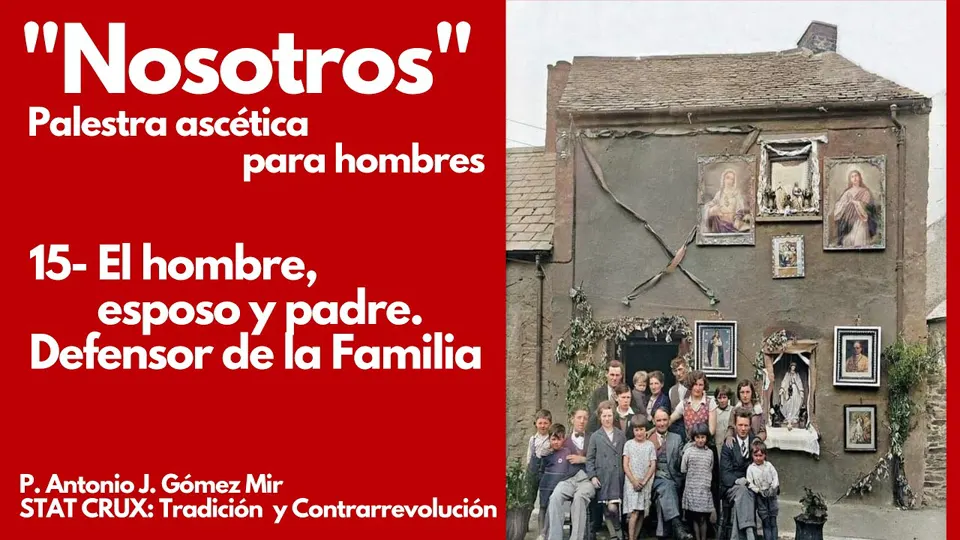 "Nosotros"
Palestra ascética
para hombres
15- El hombre,
esposo y padre.
Defensor de la Familia
P. Antonio J. Gómez Mir
STAT CRUX: Tradición y Contrarrevolución